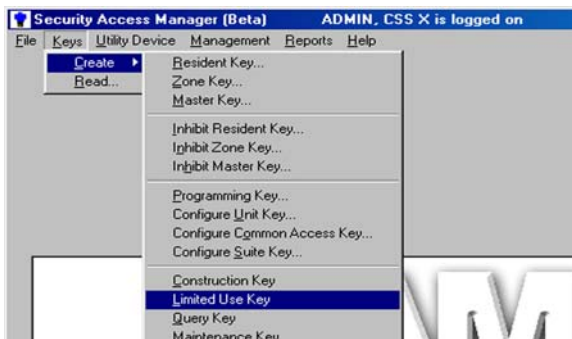 Security Access Manager (Beta) ADMIN, CSS X is logged on
File Keys Utility Device Management Reports Help
Create
Read...
Resident Key...
Zone Key...
Master Key...
Inhibit Resident Key...
Inhibit Zone Key...
Inhibit Master Key...
Programming Key...
Configure Unit Key...
Configure Common Access Key...
Configure Suite Key...
Construction Key
Limited Use Key
Query Key
Maintenance Key